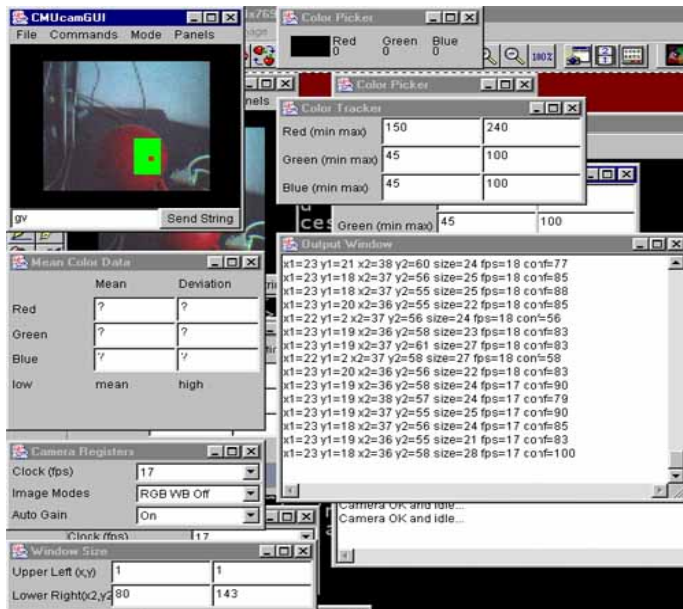 CMUcamGUI
File Commands Mode Panels
gv
Send String
Color Picker
Red Green Blue
0 0 0
100%
Color Picker
Color Tracker
Red (min max) 150 240
Green (min max) 45 100
Blue (min max) 45 100
Green (min max) 45 100
Output Window
x1=23 y1=21 x2=38 y2=60 size=24 fps=18 conf=77
x1=23 y1=18 x2=37 y2=56 size=25 fps=18 conf=85
x1=23 y1=18 x2=37 y2=55 size=25 fps=18 conf=88
x1=23 y1=20 x2=36 y2=55 size=22 fps=18 conf=85
x1=22 y1=2 x2=37 y2=56 size=24 fps=18 conf=56
x1=23 y1=19 x2=36 y2=58 size=23 fps=18 conf=83
x1=23 y1=19 x2=37 y2=61 size=27 fps=18 conf=83
x1=22 y1=2 x2=37 y2=58 size=27 fps=18 conf=58
x1=23 y1=20 x2=36 y2=56 size=22 fps=18 conf=83
x1=23 y1=19 x2=36 y2=58 size=24 fps=17 conf=90
x1=23 y1=19 x2=38 y2=57 size=24 fps=17 conf=79
x1=23 y1=19 x2=37 y2=55 size=25 fps=17 conf=90
x1=23 y1=18 x2=37 y2=56 size=24 fps=17 conf=85
x1=23 y1=19 x2=36 y2=55 size=21 fps=17 conf=83
x1=23 y1=18 x2=36 y2=58 size=28 fps=17 conf=100
Camera OK and idle...
Camera OK and idle...
Mean Color Data
Mean Deviation
Red ? ?
Green ? ?
Blue ? ?
low mean high
Camera Registers
Clock (fps) 17
Image Modes RGB WB Off
Auto Gain On
Clock (fps) 17
Window Size
Upper Left (x,y) 1 1
Lower Right(x2,y2 80 143